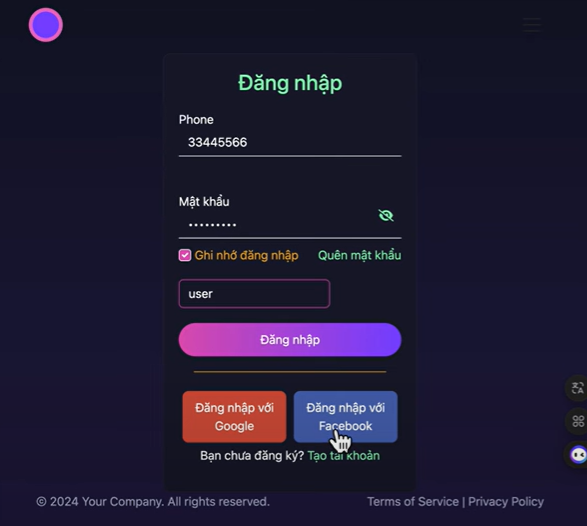 Đăng nhập
Phone
33445566
Mật khẩu
•••••••••
Ghi nhớ đăng nhập Quên mật khẩu
user
Đăng nhập
Đăng nhập với
Google
Đăng nhập với
Facebook
Bạn chưa đăng ký? Tạo tài khoản
© 2024 Your Company. All rights reserved. Terms of Service | Privacy Policy